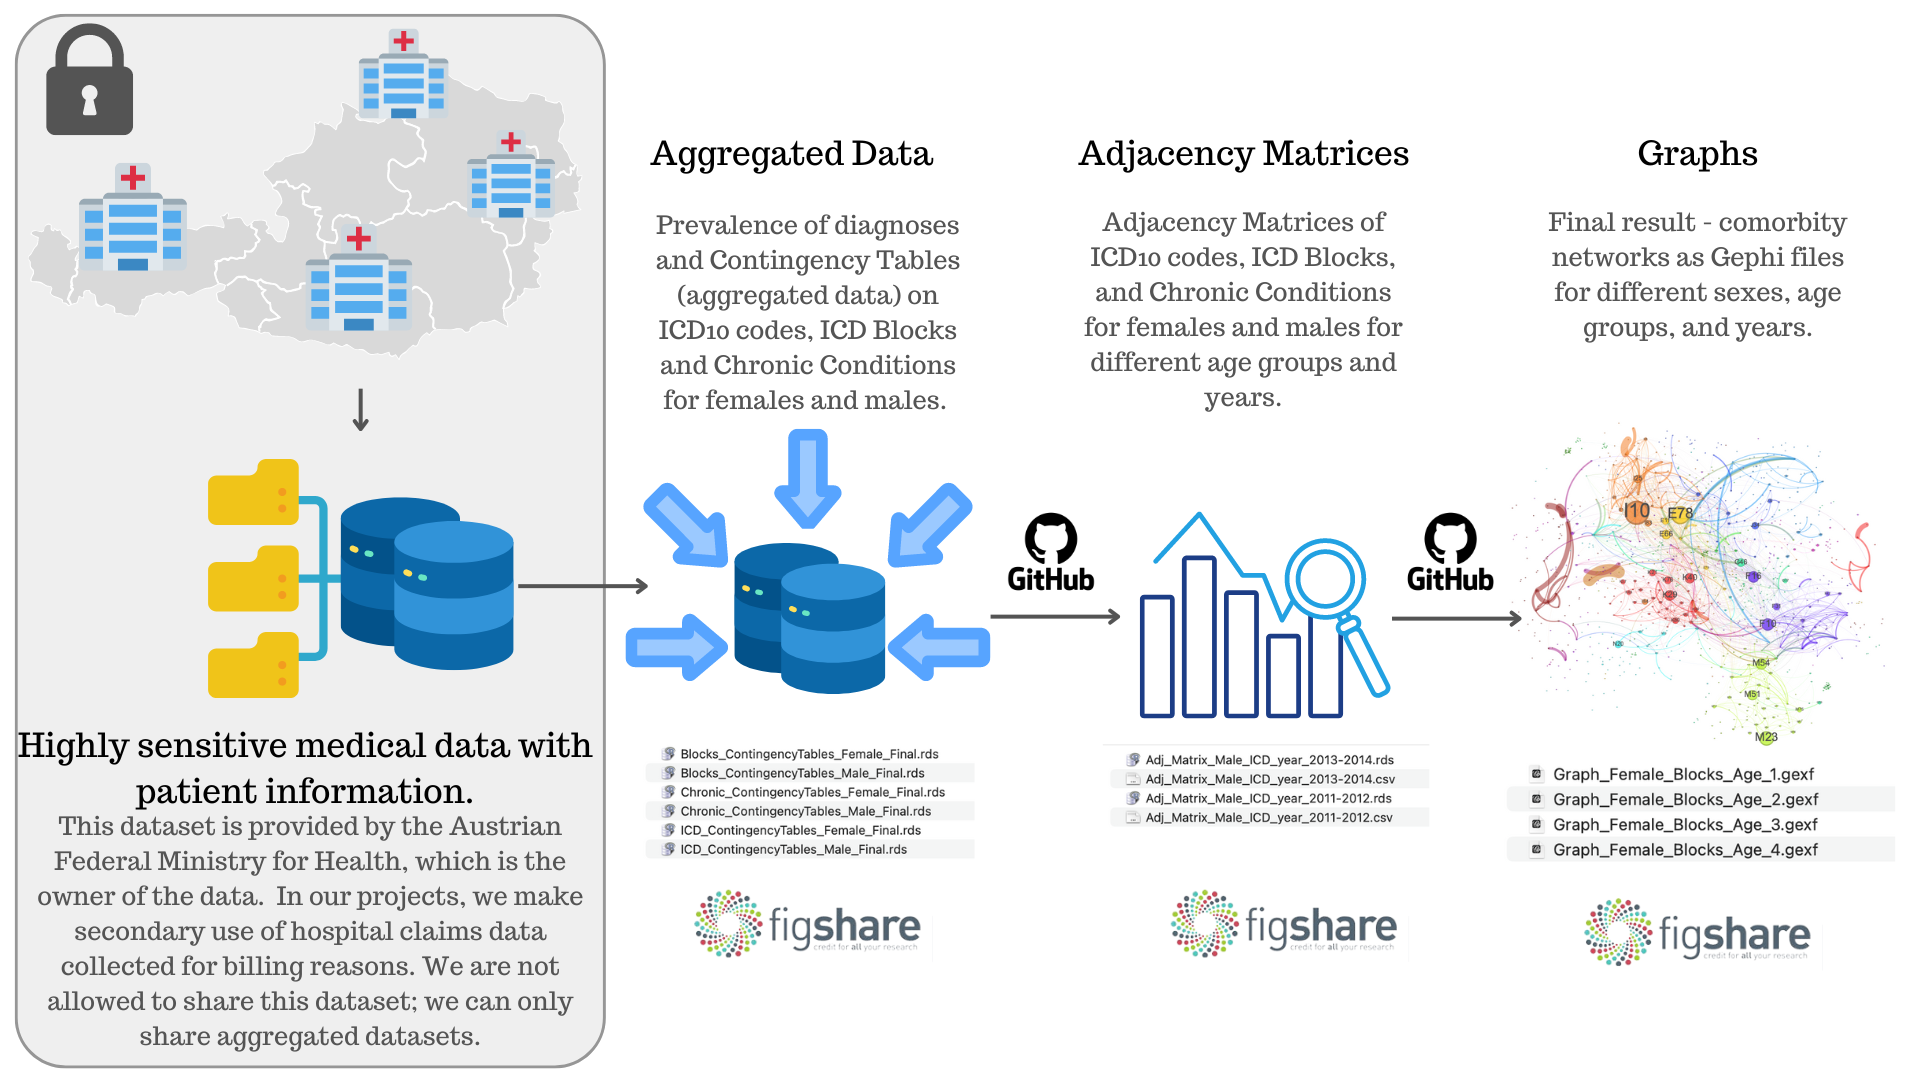 Highly sensitive medical data with
patient information.
This dataset is provided by the Austrian
Federal Ministry for Health, which is the
owner of the data. In our projects, we make
secondary use of hospital claims data
collected for billing reasons. We are not
allowed to share this dataset; we can only
share aggregated datasets.
Aggregated Data
Prevalence of diagnoses
and Contingency Tables
(aggregated data) on
ICD10 codes, ICD Blocks
and Chronic Conditions
for females and males.
Blocks_ContingencyTables_Female_Final.rds
Blocks_ContingencyTables_Male_Final.rds
Chronic_ContingencyTables_Female_Final.rds
Chronic_ContingencyTables_Male_Final.rds
ICD_ContingencyTables_Female_Final.rds
ICD_ContingencyTables_Male_Final.rds
figshare
credit for all your research
GitHub
Adjacency Matrices
Adjacency Matrices of
ICD10 codes, ICD Blocks,
and Chronic Conditions
for females and males for
different age groups and
years.
Adj_Matrix_Male_ICD_year_2013-2014.rds
Adj_Matrix_Male_ICD_year_2013-2014.csv
Adj_Matrix_Male_ICD_year_2011-2012.rds
Adj_Matrix_Male_ICD_year_2011-2012.csv
figshare
credit for all your research
GitHub
Graphs
Final result - comorbity
networks as Gephi files
for different sexes, age
groups, and years.
I10
E78
E66
K40
K29
F10
M54
M51
M23
Graph_Female_Blocks_Age_1.gexf
Graph_Female_Blocks_Age_2.gexf
Graph_Female_Blocks_Age_3.gexf
Graph_Female_Blocks_Age_4.gexf
figshare
credit for all your research